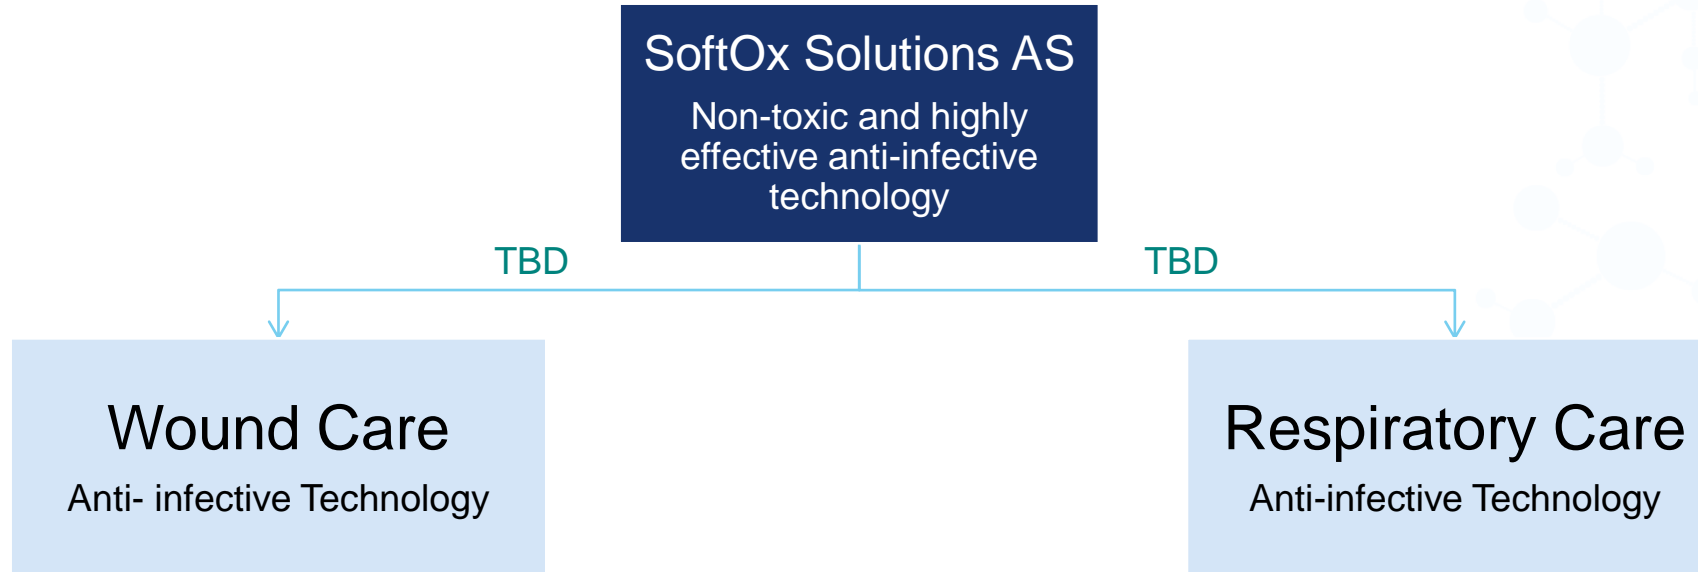 SoftOx Solutions AS
Non-toxic and highly
effective anti-infective
technology
TBD
TBD
Wound Care
Anti- infective Technology
Respiratory Care
Anti-infective Technology